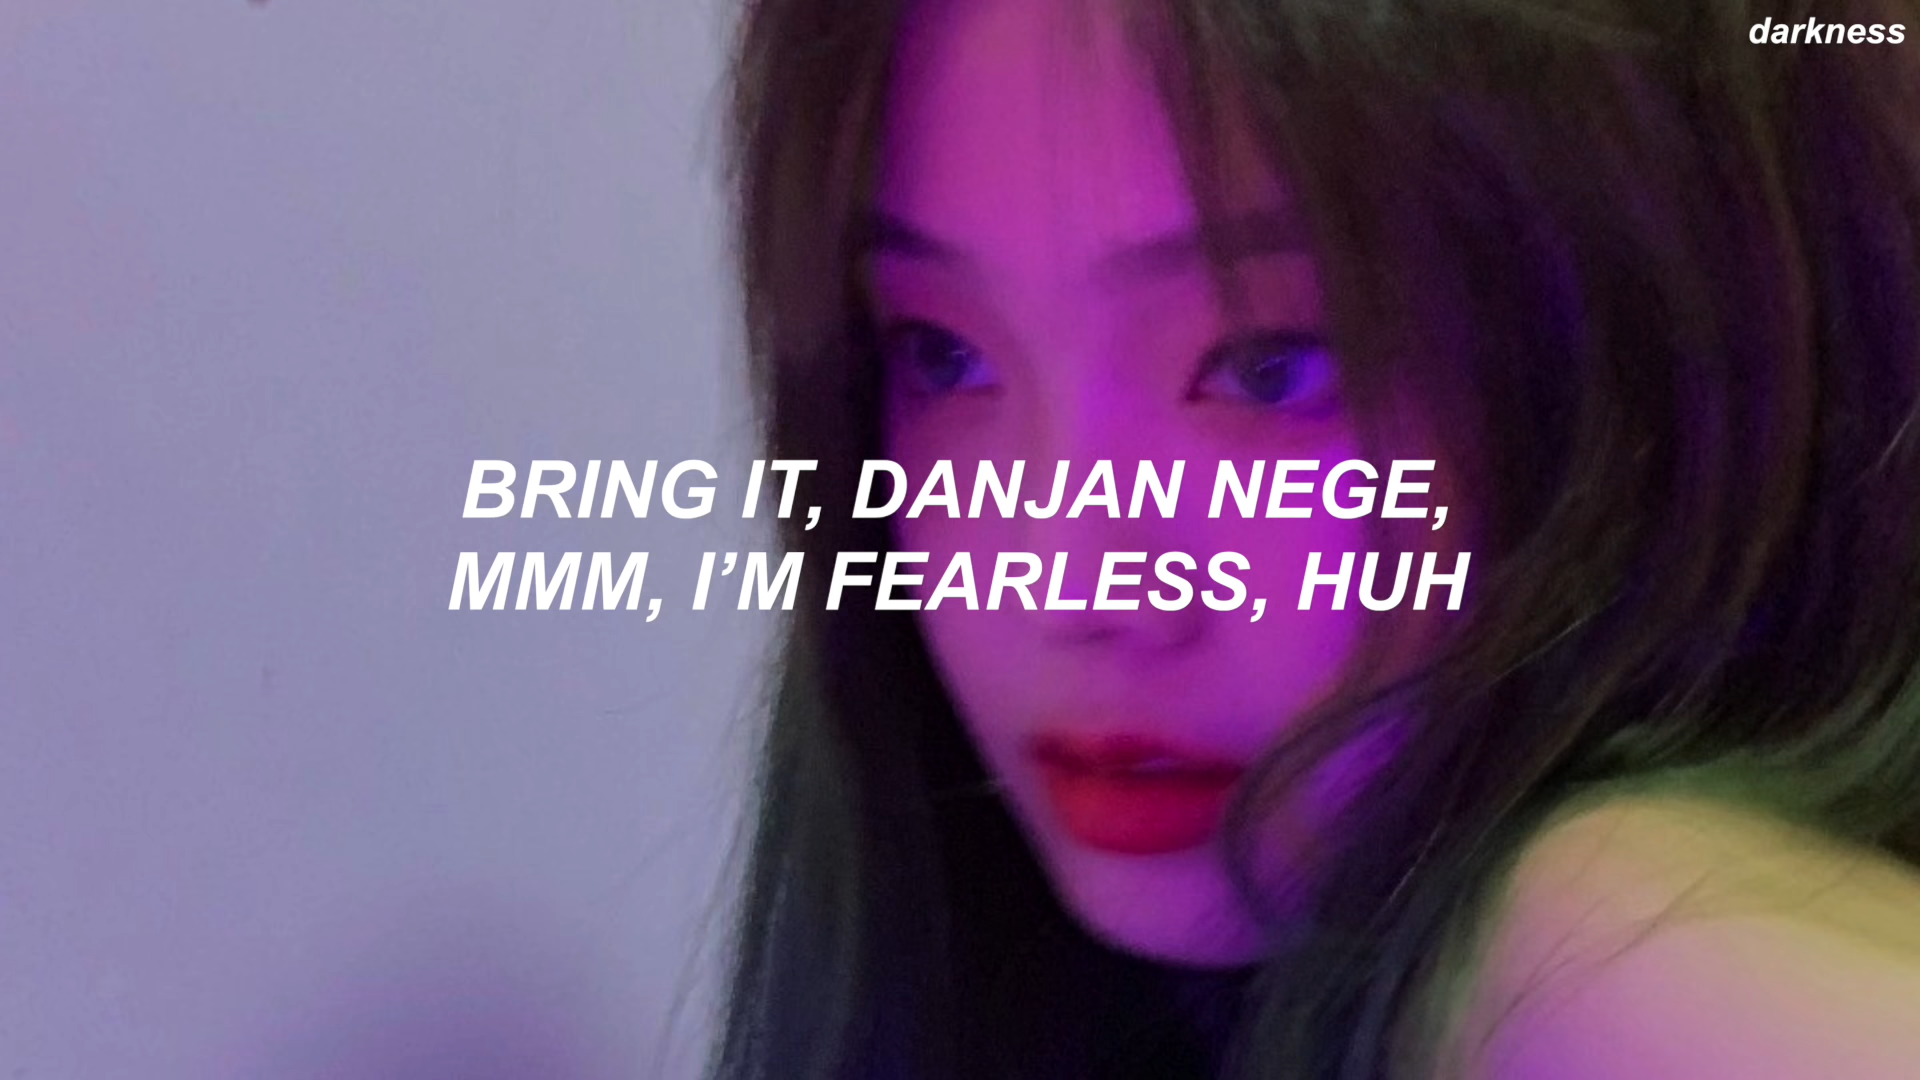 darkness
BRING IT, DANJAN NEGE,
MMM, I’M FEARLESS, HUH